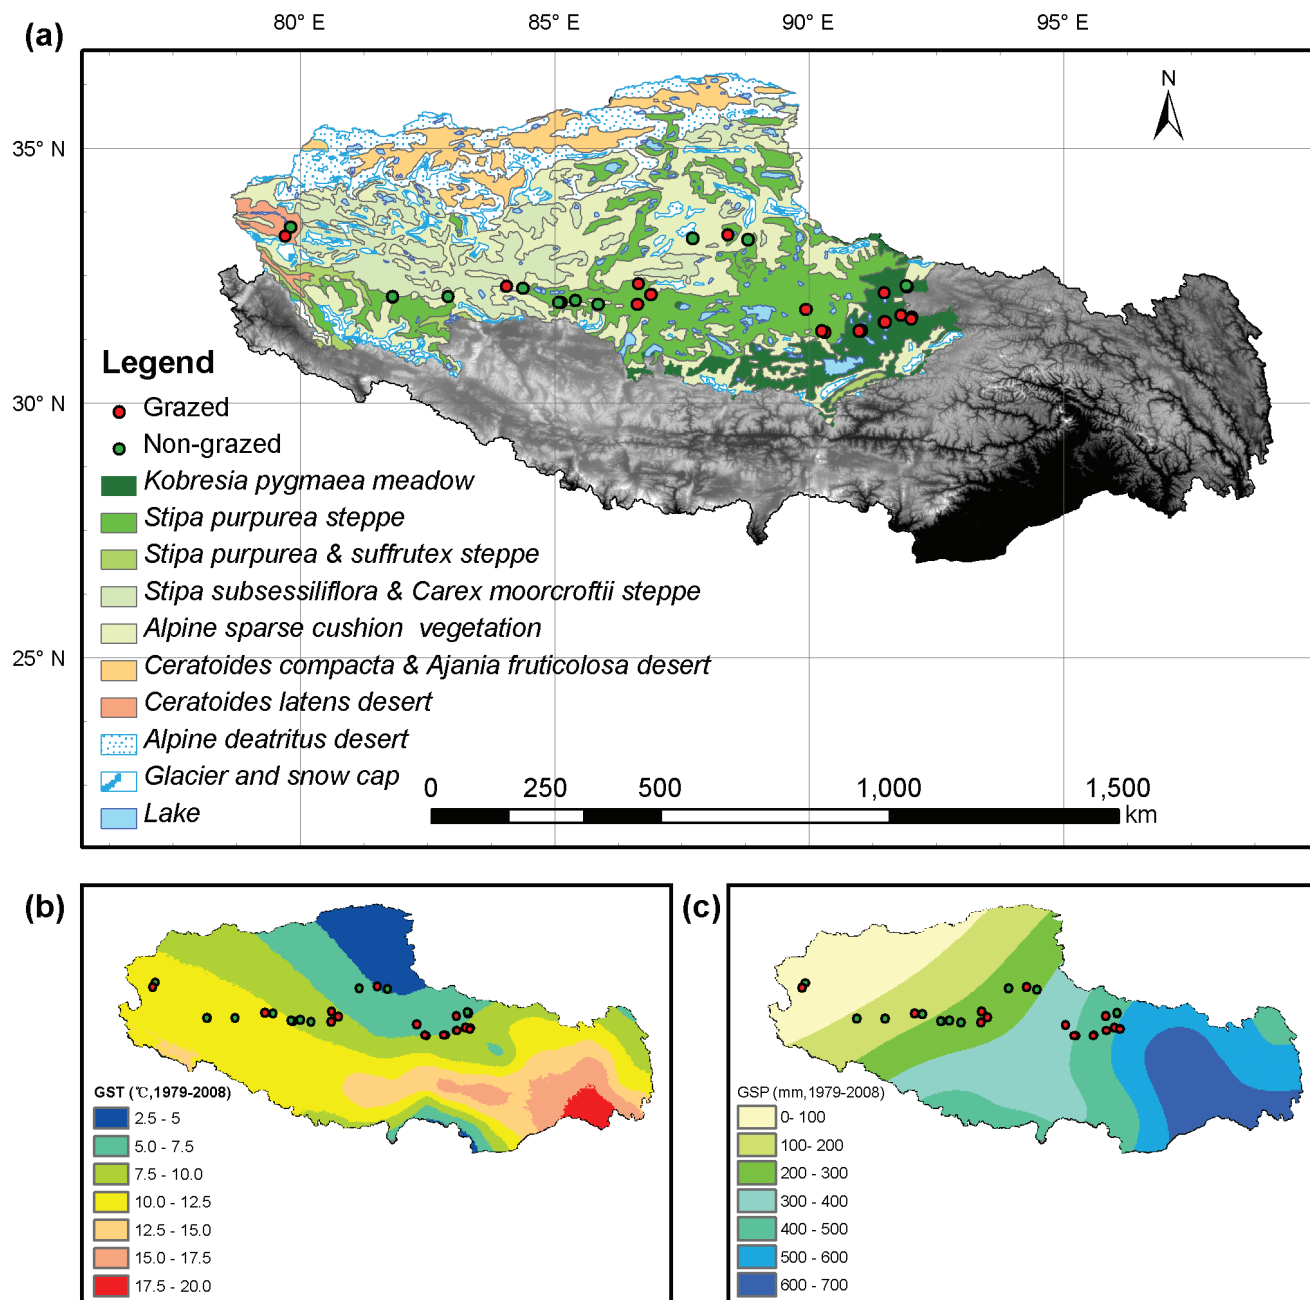 (a)
80° E
85° E
90° E
95° E
N
35° N
30° N
25° N
Legend
Grazed
Non-grazed
Kobresia pygmaea meadow
Stipa purpurea steppe
Stipa purpurea & suffrutex steppe
Stipa subsessiliflora & Carex moorcroftii steppe
Alpine sparse cushion vegetation
Ceratoides compacta & Ajania fruticolosa desert
Ceratoides latens desert
Alpine deatritus desert
Glacier and snow cap
Lake
0 250 500 1,000 1,500
km
(b)
GST (℃,1979-2008)
2.5 - 5
5.0 - 7.5
7.5 - 10.0
10.0 - 12.5
12.5 - 15.0
15.0 - 17.5
17.5 - 20.0
(c)
GSP (mm,1979-2008)
0- 100
100- 200
200 - 300
300 - 400
400 - 500
500 - 600
600 - 700